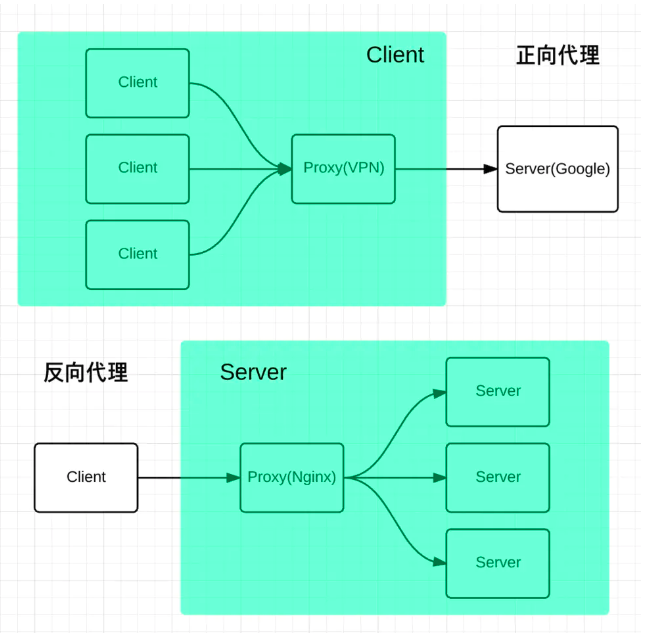 Client
正向代理
Client
Client
Proxy(VPN)
Server(Google)
Client
反向代理
Server
Server
Client
Proxy(Nginx)
Server
Server